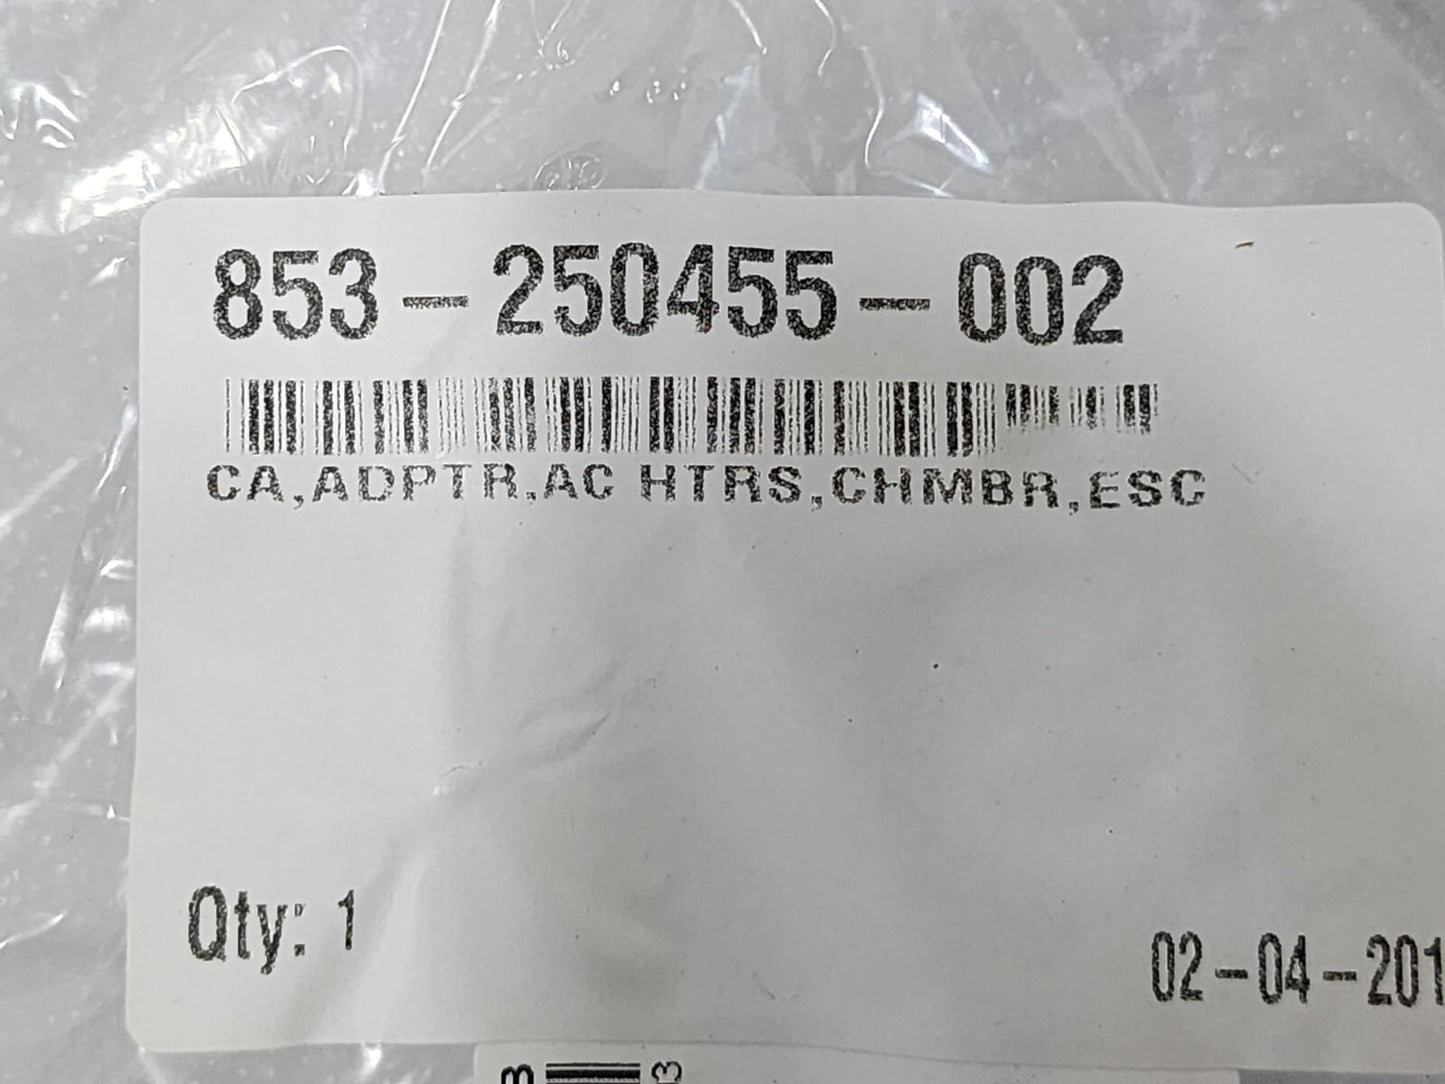 853-250455-002
CA,ADPTR,AC HTRS,CHMBR,ESC
Qty: 1
02-04-201